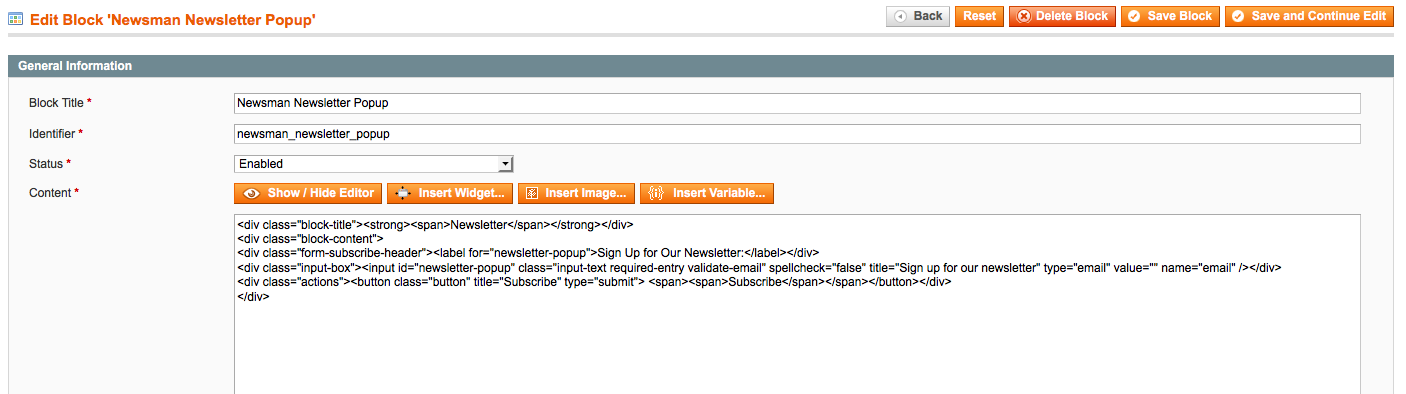 Edit Block 'Newsman Newsletter Popup'
Back Reset Delete Block Save Block Save and Continue Edit
General Information
Block Title *
Newsman Newsletter Popup
Identifier *
newsman_newsletter_popup
Status *
Enabled
Content *
Show / Hide Editor Insert Widget... Insert Image... Insert Variable...
<div class="block-title"><strong><span>Newsletter</span></strong></div>
<div class="block-content">
<div class="form-subscribe-header"><label for="newsletter-popup">Sign Up for Our Newsletter:</label></div>
<div class="input-box"><input id="newsletter-popup" class="input-text required-entry validate-email" spellcheck="false" title="Sign up for our newsletter" type="email" value="" name="email" /></div>
<div class="actions"><button class="button" title="Subscribe" type="submit"> <span><span>Subscribe</span></span></button></div>
</div>